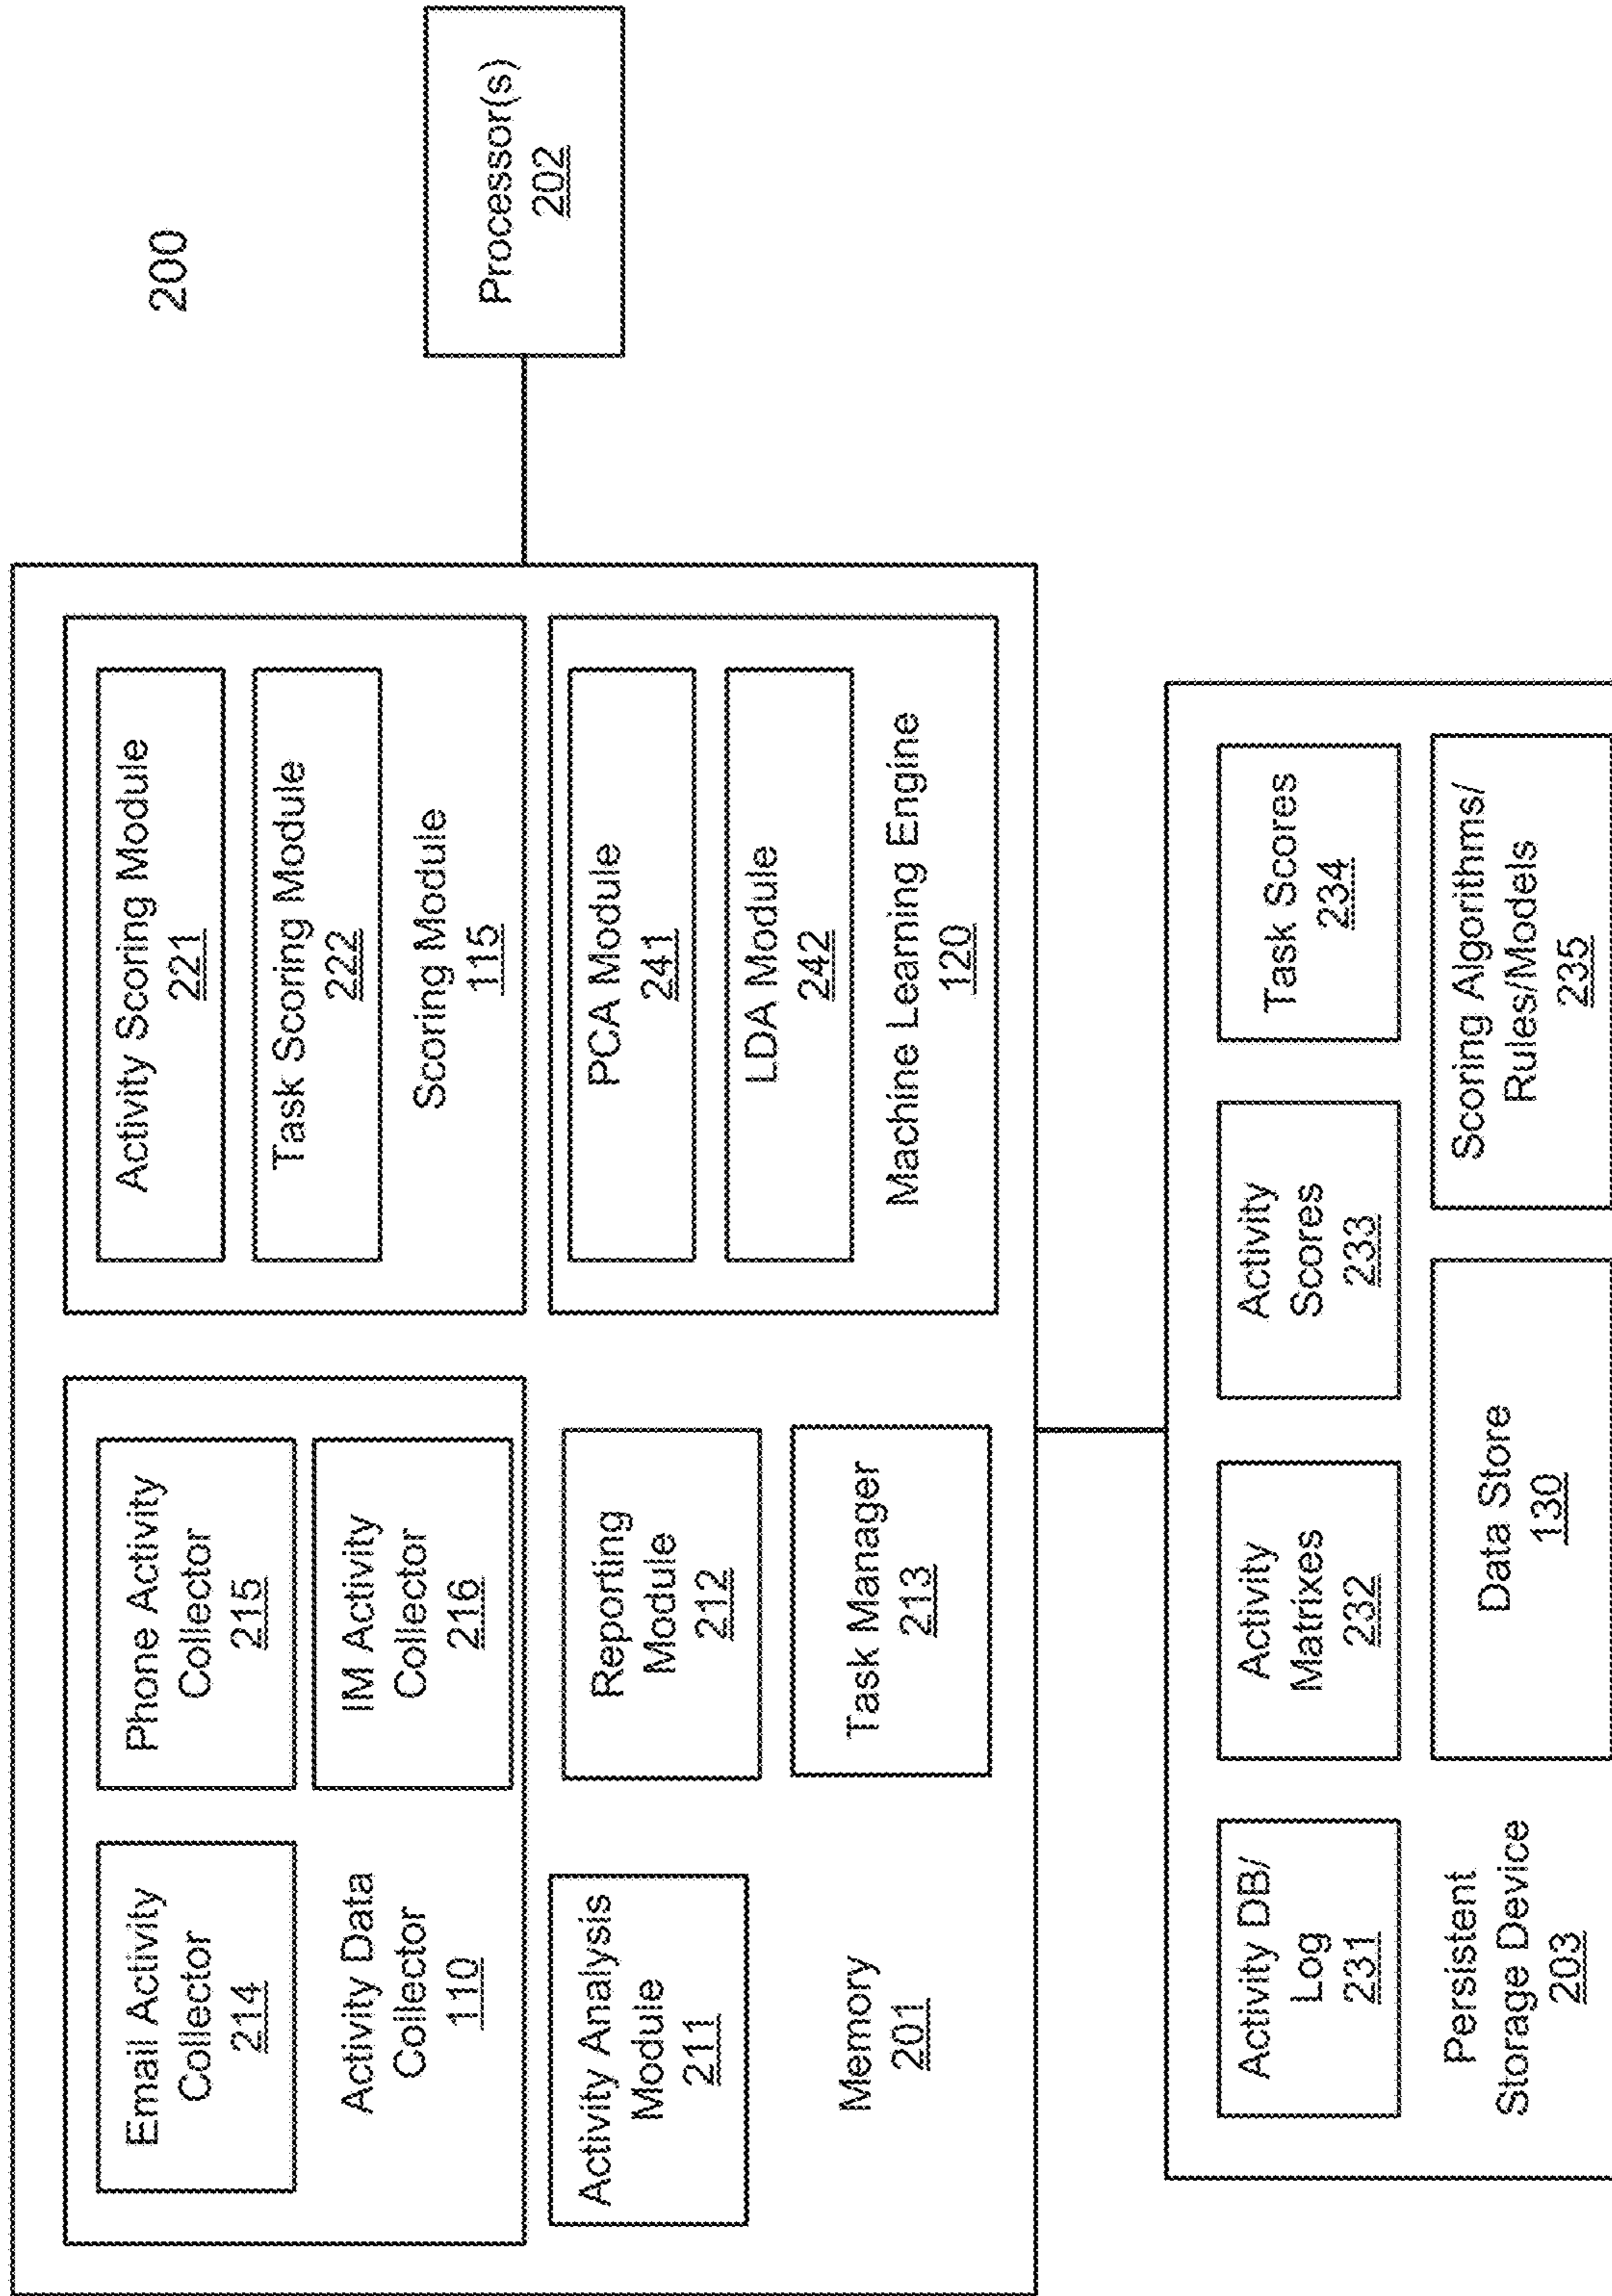 200
Email Activity
Collector
214
Phone Activity
Collector
215
Activity Data
Collector
110
IM Activity
Collector
216
Activity Scoring Module
221
Task Scoring Module
222
Scoring Module
115
Processor(s)
202
Activity Analysis
Module
211
Reporting
Module
212
PCA Module
241
LDA Module
242
Machine Learning Engine
120
Memory
201
Task Manager
213
Activity DB/
Log
231
Activity
Matrixes
232
Activity
Scores
233
Task Scores
234
Persistent
Storage Device
203
Data Store
130
Scoring Algorithms/
Rules/Models
235